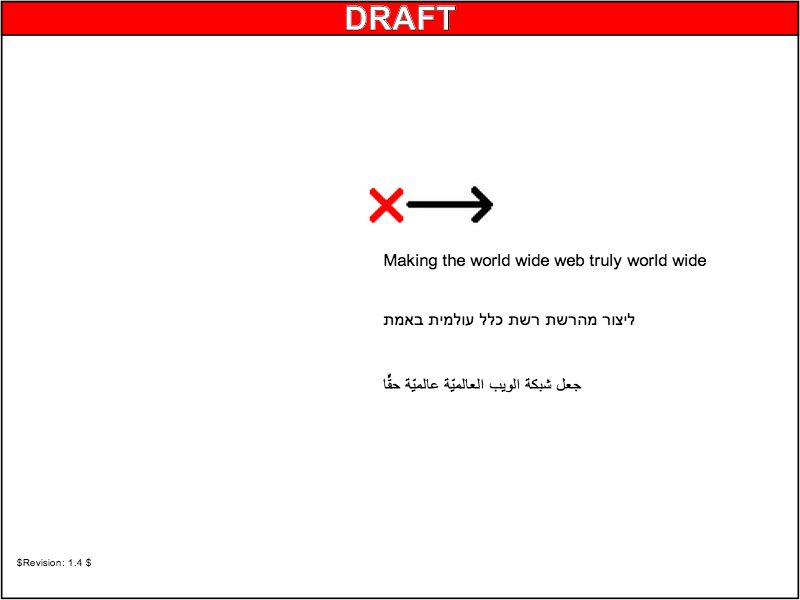 DRAFT
Making the world wide web truly world wide
ליצור מהרשת רשת כלל עולמית באמת
جعل شبكة الويب العالميّة عالميّة حقًّا
$Revision: 1.4 $